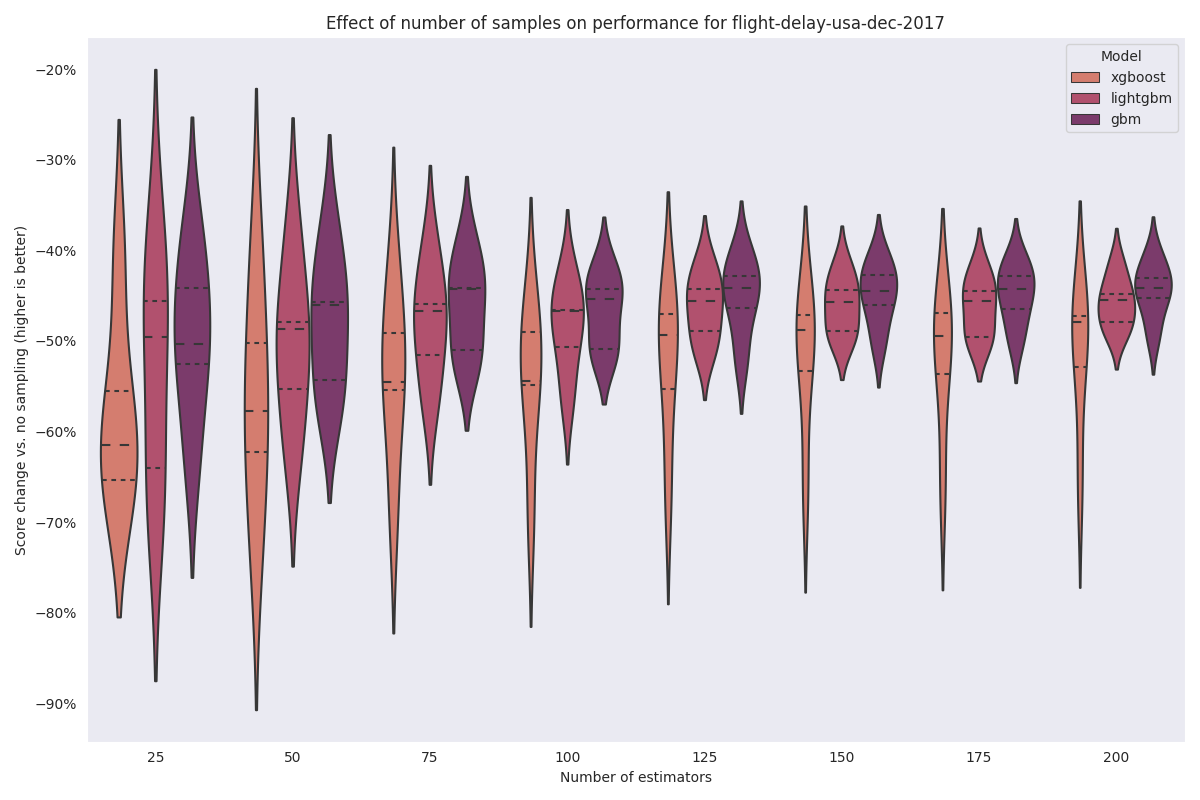 Effect of number of samples on performance for flight-delay-usa-dec-2017
Model
xgboost
lightgbm
gbm
Score change vs. no sampling (higher is better)
−20%
−30%
−40%
−50%
−60%
−70%
−80%
−90%
25 50 75 100 125 150 175 200
Number of estimators